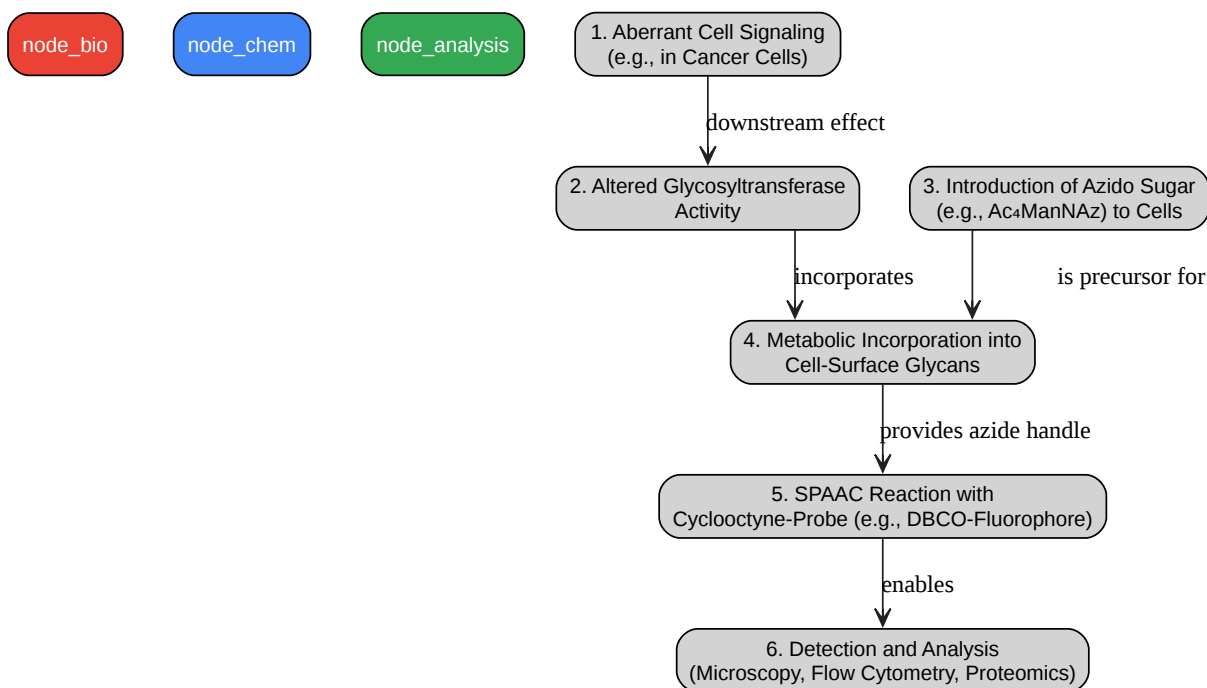 node_bio
node_chem
node_analysis
1. Aberrant Cell Signaling
(e.g., in Cancer Cells)
downstream effect
2. Altered Glycosyltransferase
Activity
3. Introduction of Azido Sugar
(e.g., Ac₄ManNAz) to Cells
incorporates
is precursor for
4. Metabolic Incorporation into
Cell-Surface Glycans
provides azide handle
5. SPAAC Reaction with
Cyclooctyne-Probe (e.g., DBCO-Fluorophore)
enables
6. Detection and Analysis
(Microscopy, Flow Cytometry, Proteomics)